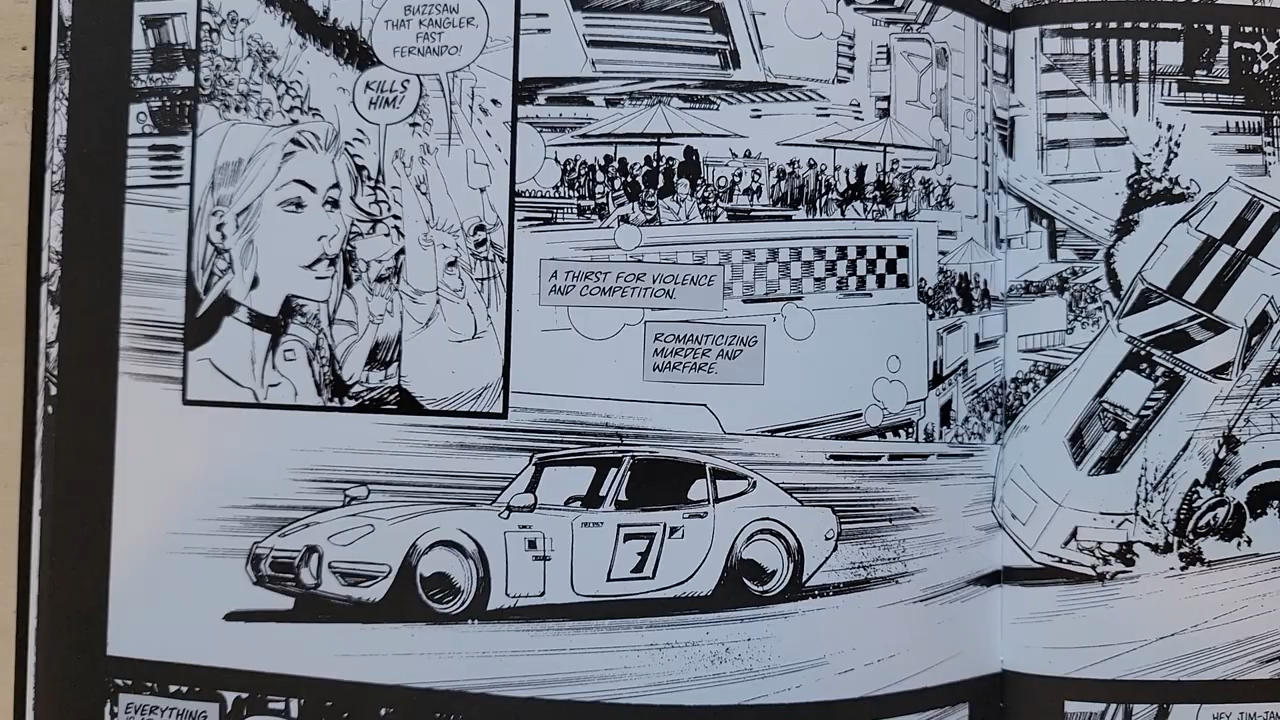 BUZZSAW
THAT KANGLER,
FAST
FERNANDO!
KILLS
HIM!
A THIRST FOR VIOLENCE
AND COMPETITION.
ROMANTICIZING
MURDER AND
WARFARE.
7
EVERYTHING
HEY, JIM-JAM